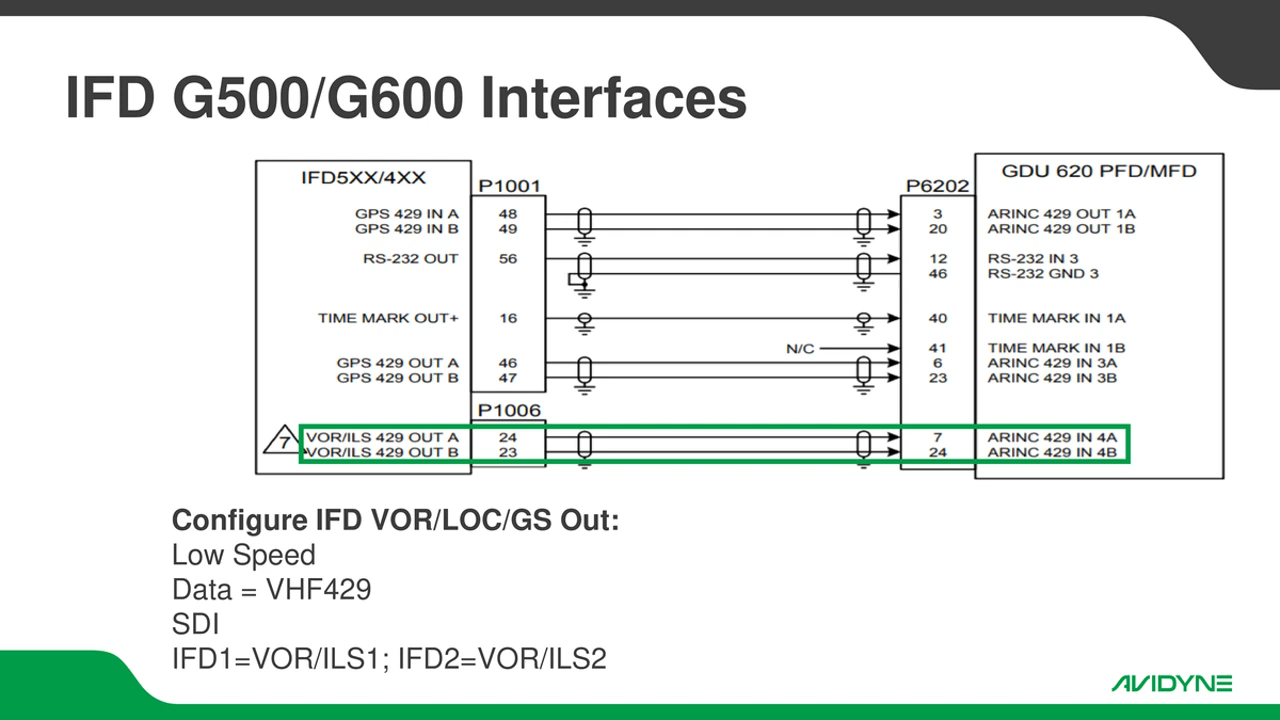 IFD G500/G600 Interfaces
IFD5XX/4XX P1001 P6202 GDU 620 PFD/MFD
GPS 429 IN A 48 3 ARINC 429 OUT 1A
GPS 429 IN B 49 20 ARINC 429 OUT 1B
RS-232 OUT 56 12 RS-232 IN 3
46 RS-232 GND 3
TIME MARK OUT+ 16 40 TIME MARK IN 1A
N/C 41 TIME MARK IN 1B
GPS 429 OUT A 46 6 ARINC 429 IN 3A
GPS 429 OUT B 47 23 ARINC 429 IN 3B
P1006
7 VOR/ILS 429 OUT A 24 7 ARINC 429 IN 4A
VOR/ILS 429 OUT B 23 24 ARINC 429 IN 4B
Configure IFD VOR/LOC/GS Out:
Low Speed
Data = VHF429
SDI
IFD1=VOR/ILS1; IFD2=VOR/ILS2
AVIDYNE